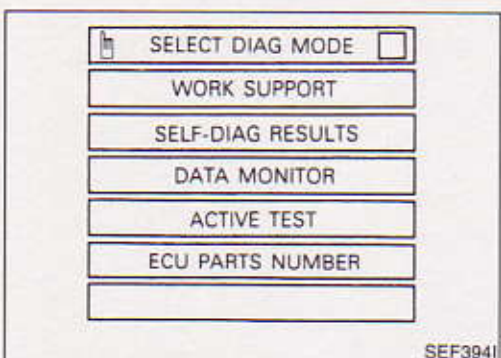 SELECT DIAG MODE
WORK SUPPORT
SELF-DIAG RESULTS
DATA MONITOR
ACTIVE TEST
ECU PARTS NUMBER
SEF394I